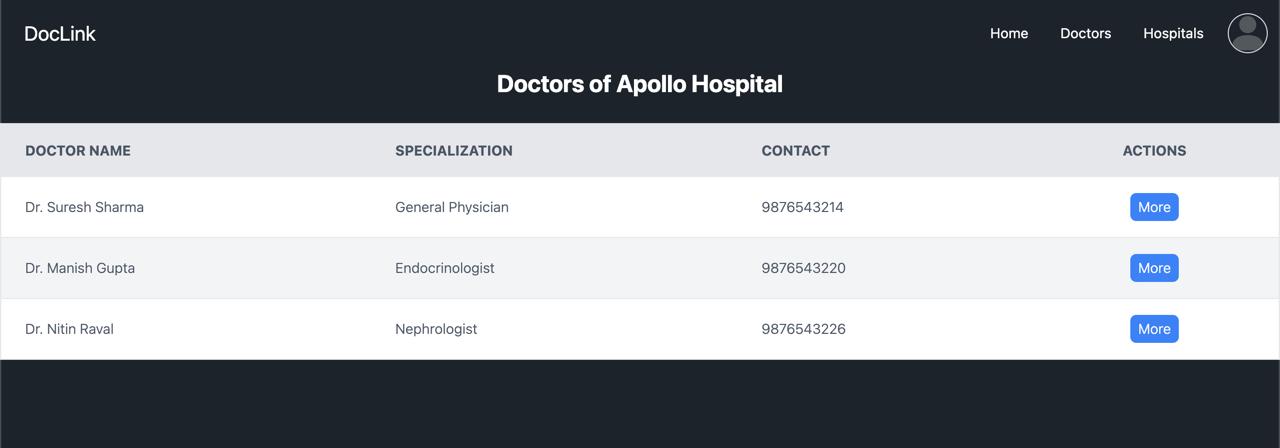 DocLink Home Doctors Hospitals
Doctors of Apollo Hospital
DOCTOR NAME SPECIALIZATION CONTACT ACTIONS
Dr. Suresh Sharma General Physician 9876543214 More
Dr. Manish Gupta Endocrinologist 9876543220 More
Dr. Nitin Raval Nephrologist 9876543226 More